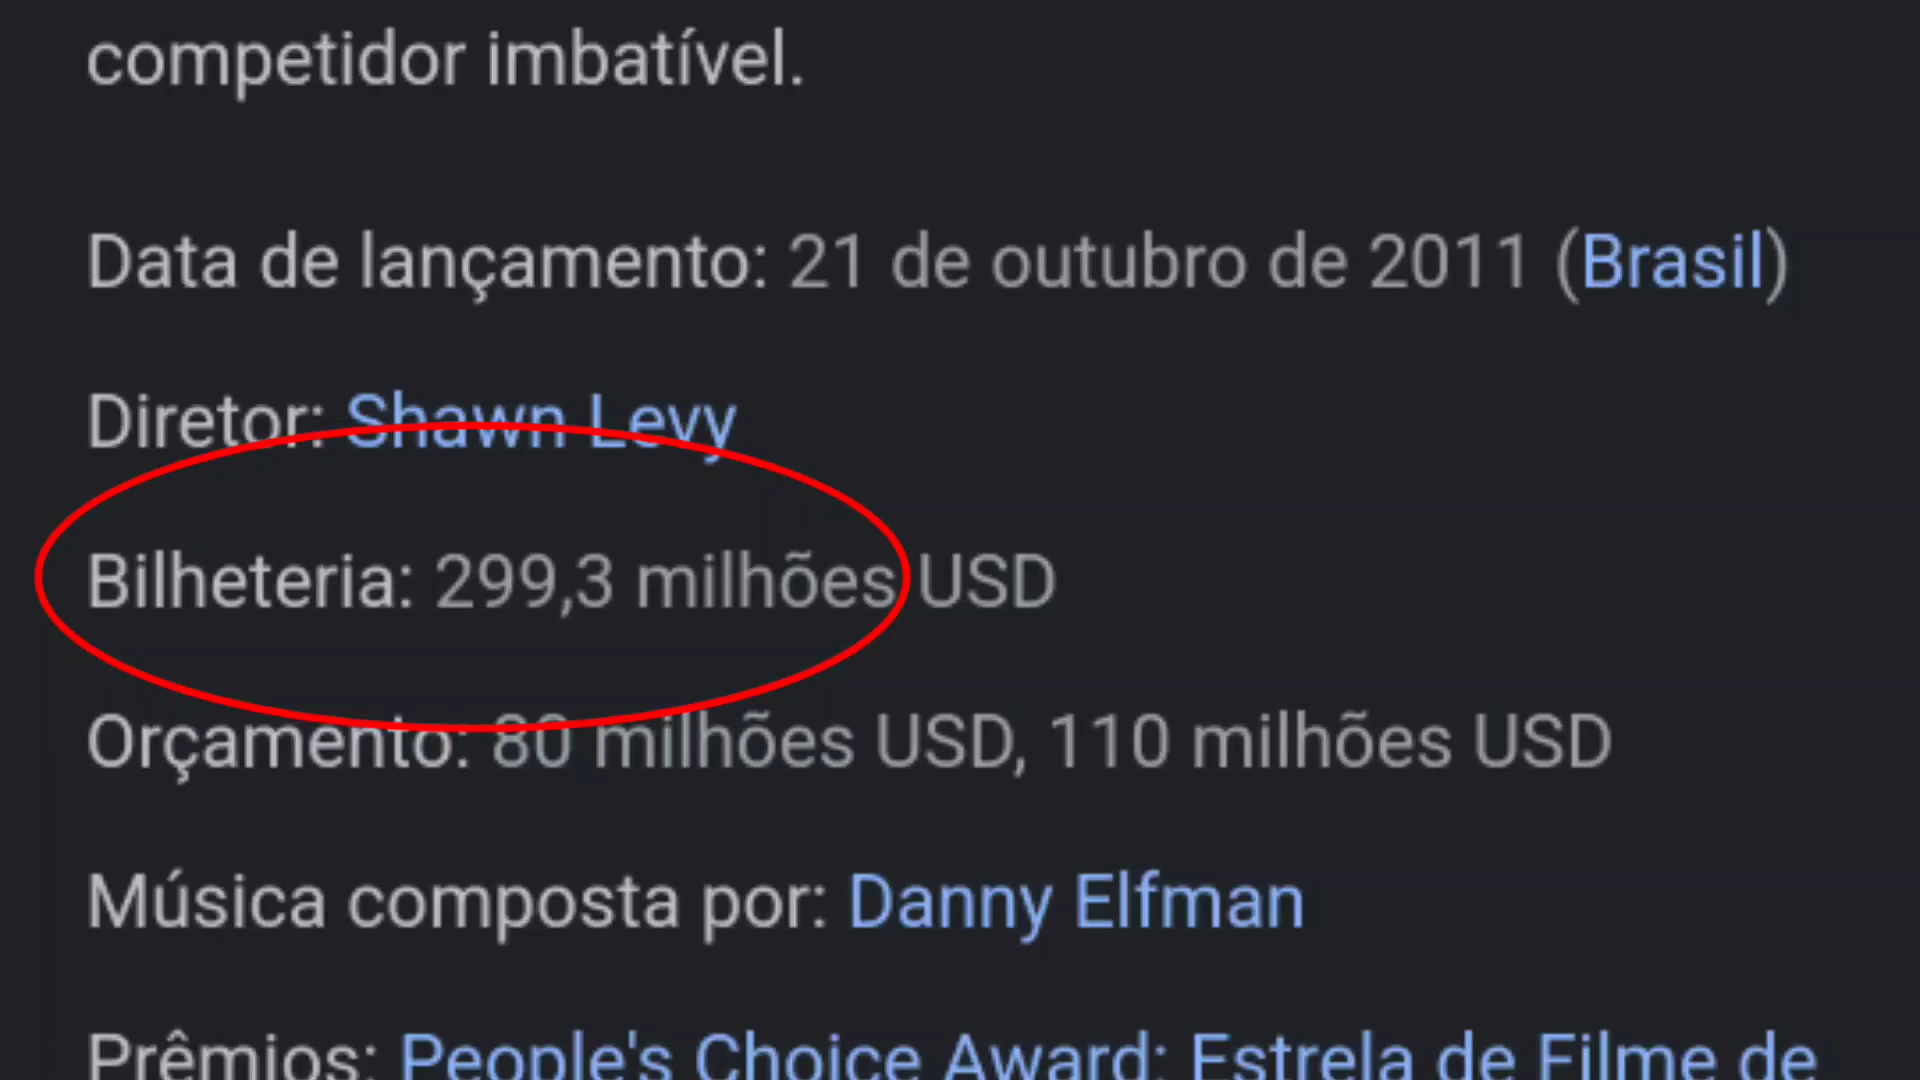 competidor imbatível.
Data de lançamento: 21 de outubro de 2011 (Brasil)
Diretor: Shawn Levy
Bilheteria: 299,3 milhões USD
Orçamento: 80 milhões USD, 110 milhões USD
Música composta por: Danny Elfman
Prêmios: People's Choice Award: Estrela de Filme de